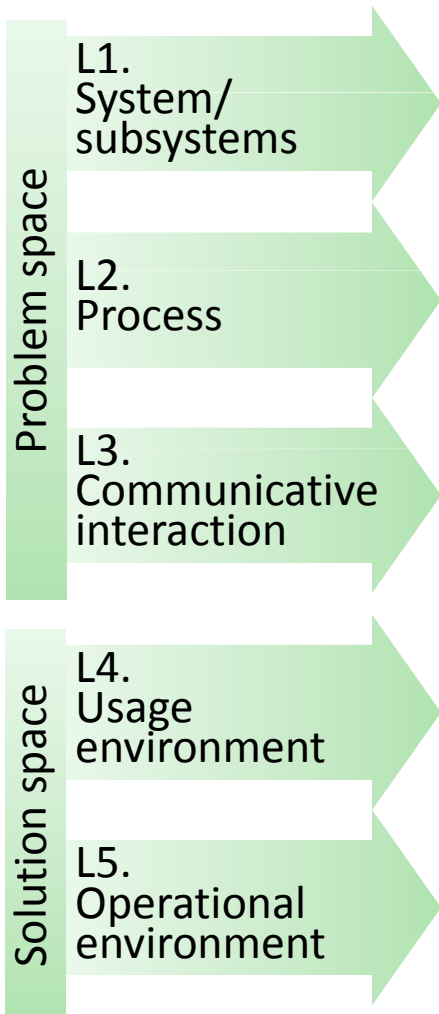 Problem space
L1.
System/
subsystems
L2.
Process
L3.
Communicative
interaction
Solution space
L4.
Usage
environment
L5.
Operational
environment